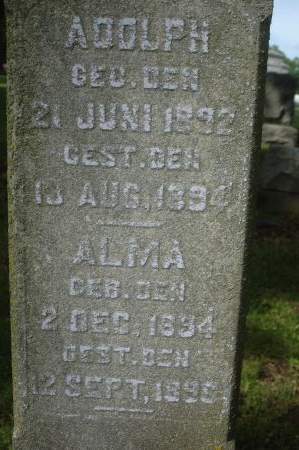 ADOLPH
GEB. DEN
21 JUNI 1892
GEST. DEN
13 AUG, 1894
ALMA
GEB. DEN
2 DEC, 1894
GEST. DEN
12 SEPT,